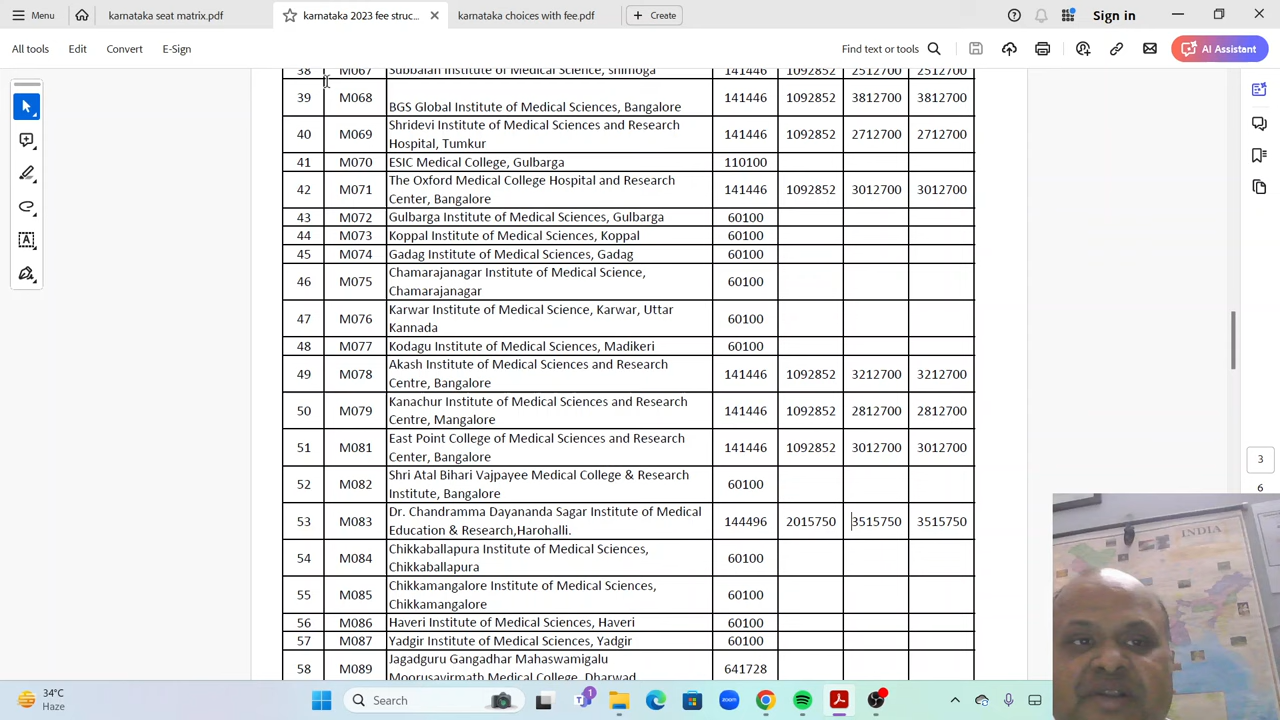 Menu
karnataka seat matrix.pdf
karnataka 2023 fee struc...
karnataka choices with fee.pdf
Create
Sign in
All tools
Edit
Convert
E-Sign
Find text or tools
AI Assistant
38 M067 Subbaiah Institute of Medical Science, shimoga 141446 1092852 2512700 2512700
39 M068 BGS Global Institute of Medical Sciences, Bangalore 141446 1092852 3812700 3812700
40 M069 Shridevi Institute of Medical Sciences and Research
Hospital, Tumkur 141446 1092852 2712700 2712700
41 M070 ESIC Medical College, Gulbarga 110100
42 M071 The Oxford Medical College Hospital and Research
Center, Bangalore 141446 1092852 3012700 3012700
43 M072 Gulbarga Institute of Medical Sciences, Gulbarga 60100
44 M073 Koppal Institute of Medical Sciences, Koppal 60100
45 M074 Gadag Institute of Medical Sciences, Gadag 60100
46 M075 Chamarajanagar Institute of Medical Science,
Chamarajanagar 60100
47 M076 Karwar Institute of Medical Science, Karwar, Uttar
Kannada 60100
48 M077 Kodagu Institute of Medical Sciences, Madikeri 60100
49 M078 Akash Institute of Medical Sciences and Research
Centre, Bangalore 141446 1092852 3212700 3212700
50 M079 Kanachur Institute of Medical Sciences and Research
Centre, Mangalore 141446 1092852 2812700 2812700
51 M081 East Point College of Medical Sciences and Research
Center, Bangalore 141446 1092852 3012700 3012700
52 M082 Shri Atal Bihari Vajpayee Medical College & Research
Institute, Bangalore 60100
53 M083 Dr. Chandramma Dayananda Sagar Institute of Medical
Education & Research,Harohalli. 144496 2015750 3515750 3515750
54 M084 Chikkaballapura Institute of Medical Sciences,
Chikkaballapura 60100
55 M085 Chikkamangalore Institute of Medical Sciences,
Chikkamangalore 60100
56 M086 Haveri Institute of Medical Sciences, Haveri 60100
57 M087 Yadgir Institute of Medical Sciences, Yadgir 60100
58 M089 Jagadguru Gangadhar Mahaswamigalu
Moorusavirmath Medical College, Dharwad 641728
3
6
INDIA
34°C
Haze
Search
1
zoom